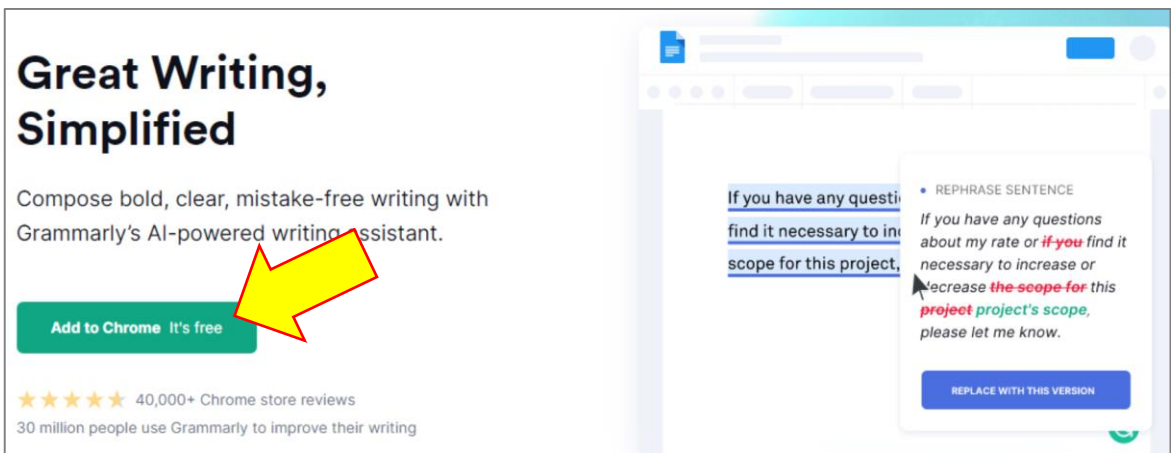 Great Writing,
Simplified
Compose bold, clear, mistake-free writing with
Grammarly's AI-powered writing assistant.
Add to Chrome It's free
40,000+ Chrome store reviews
30 million people use Grammarly to improve their writing
If you have any questi
find it necessary to in
scope for this project,
REPHRASE SENTENCE
If you have any questions
about my rate or if you find it
necessary to increase or
decrease the scope for this
project project's scope,
please let me know.
REPLACE WITH THIS VERSION